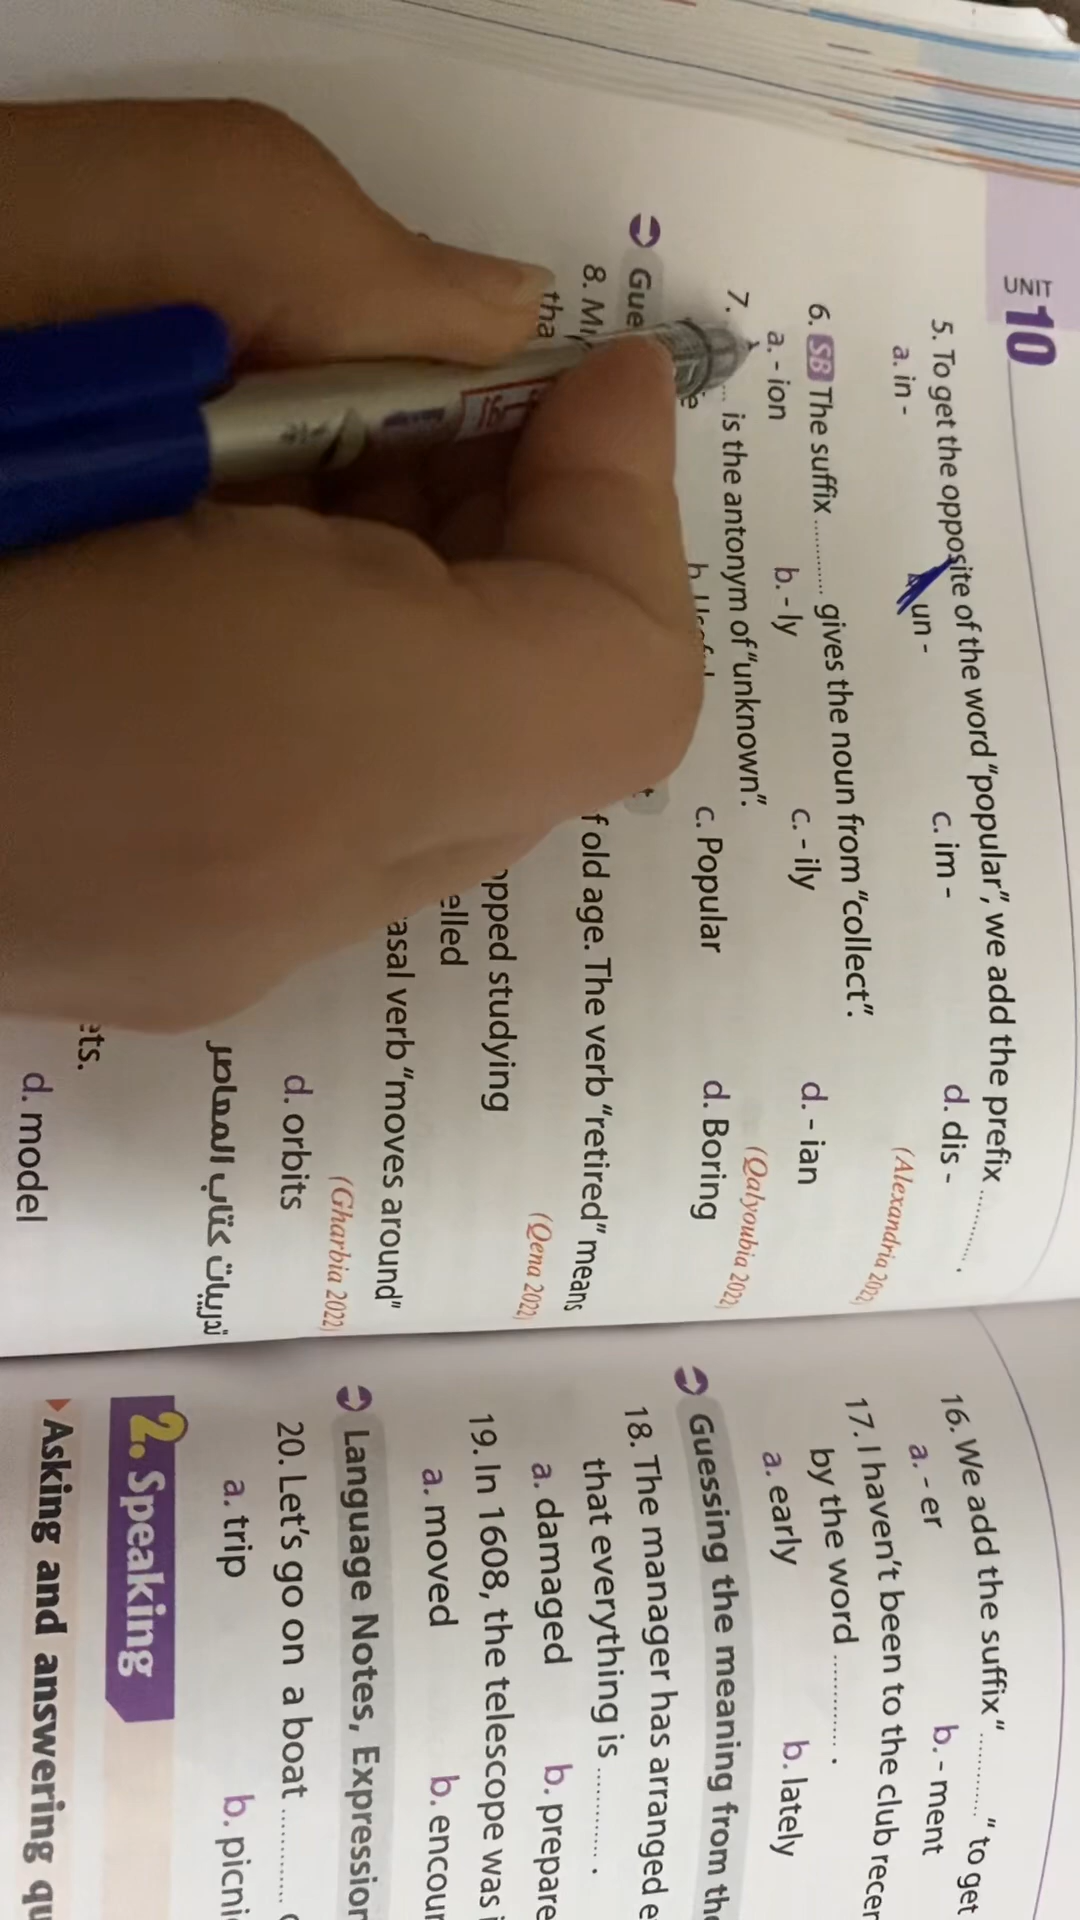 UNIT 10
5. To get the opposite of the word "popular", we add the prefix ............ .
a. in - un - c. im - d. dis -
(Alexandria 2022)
6. SB The suffix ............ gives the noun from "collect".
a. - ion b. - ly c. - ily d. - ian
(Qalyoubia 2022)
7. ... is the antonym of "unknown".
c. Popular d. Boring
8. f old age. The verb "retired" means
tha
(Qena 2022)
studying
asal verb "moves around"
(Gharbia 2022)
d. orbits
تدريبات كتاب المعاصر
d. model
16. We add the suffix " ............ " to get
a. - er b. - ment
17. I haven't been to the club recen
by the word ............ .
a. early b. lately
Guessing the meaning from the
18. The manager has arranged e
that everything is ............ .
a. damaged b. prepare
19. In 1608, the telescope was i
a. moved b. encour
Language Notes, Expression
20. Let's go on a boat ............
a. trip b. picni
2. Speaking
Asking and answering qu